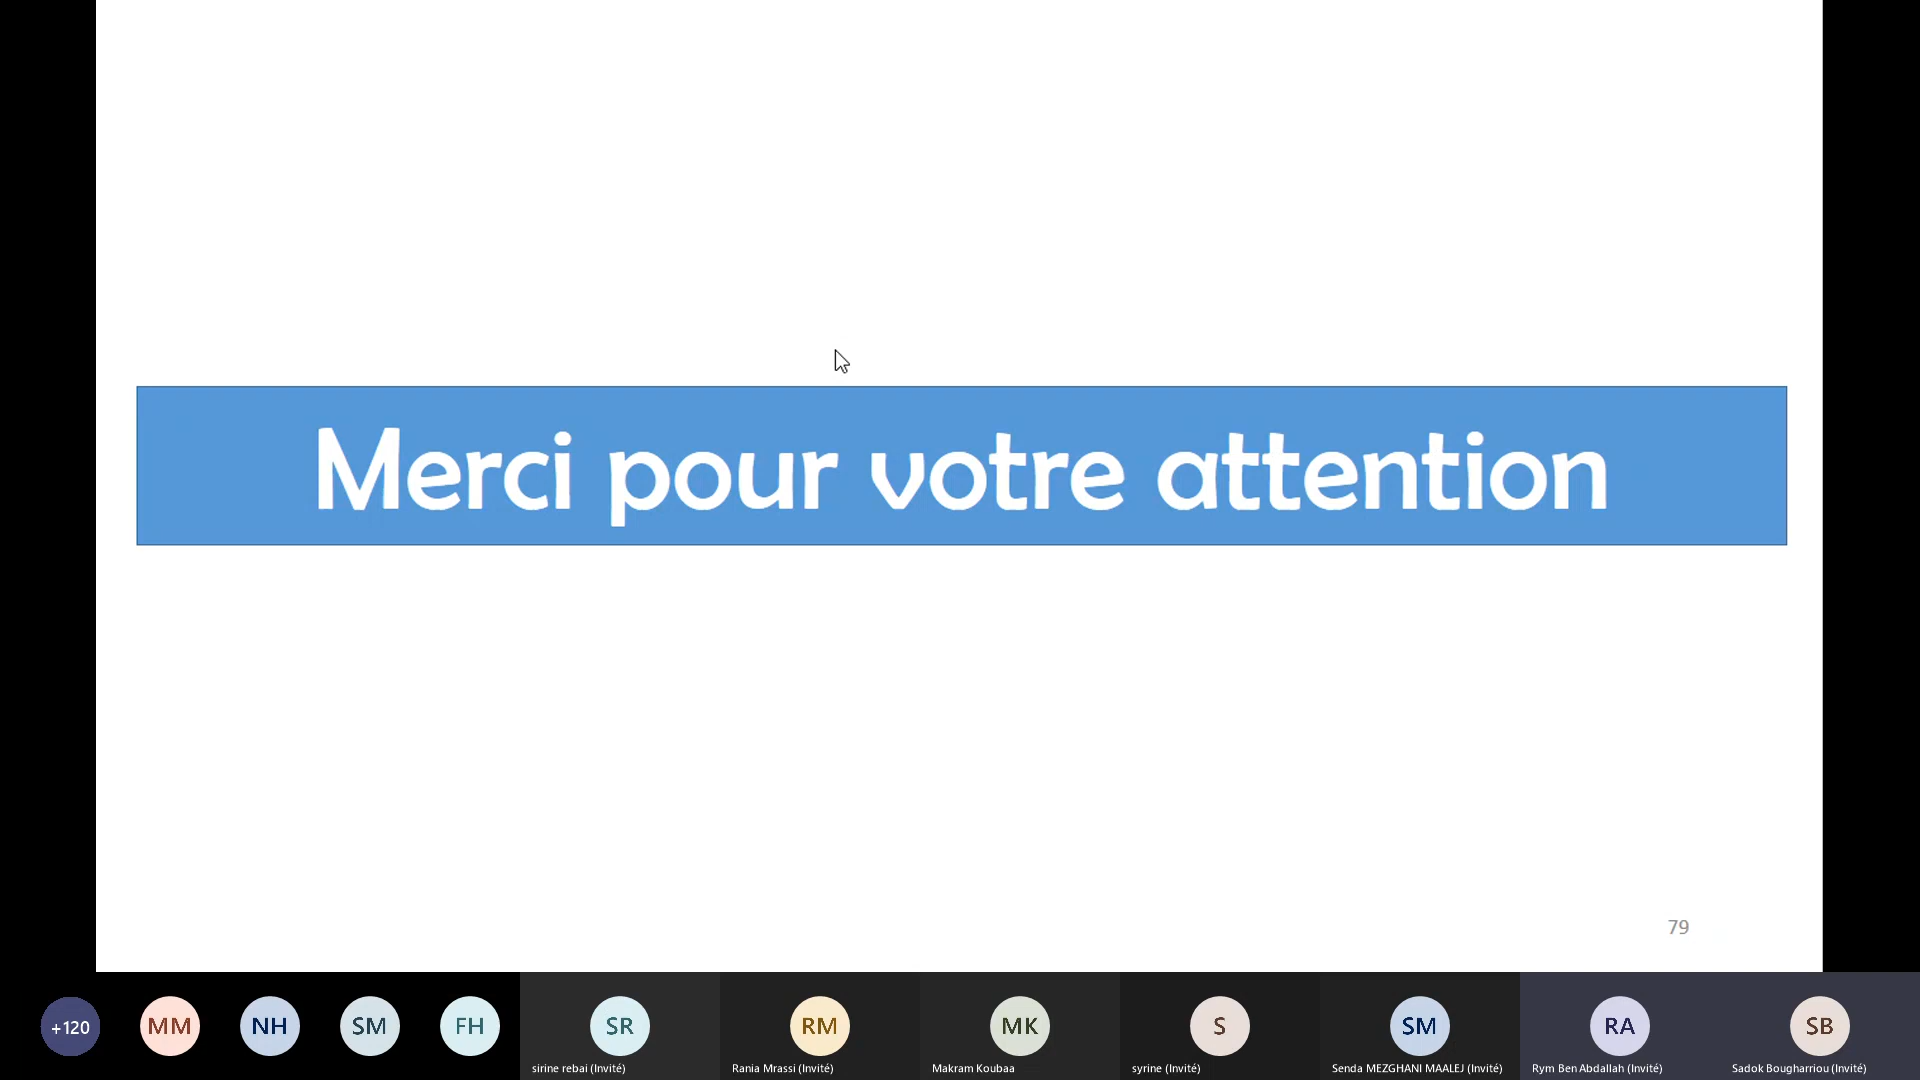 Merci pour votre attention
79
+120
MM
NH
SM
FH
SR
RM
MK
S
SM
RA
SB
sirine rebai (Invité)
Rania Mrassi (Invité)
Makram Koubaa
syrine (Invité)
Senda MEZGHANI MAALEJ (Invité)
Rym Ben Abdallah (Invité)
Sadok Bougharriou (Invité)